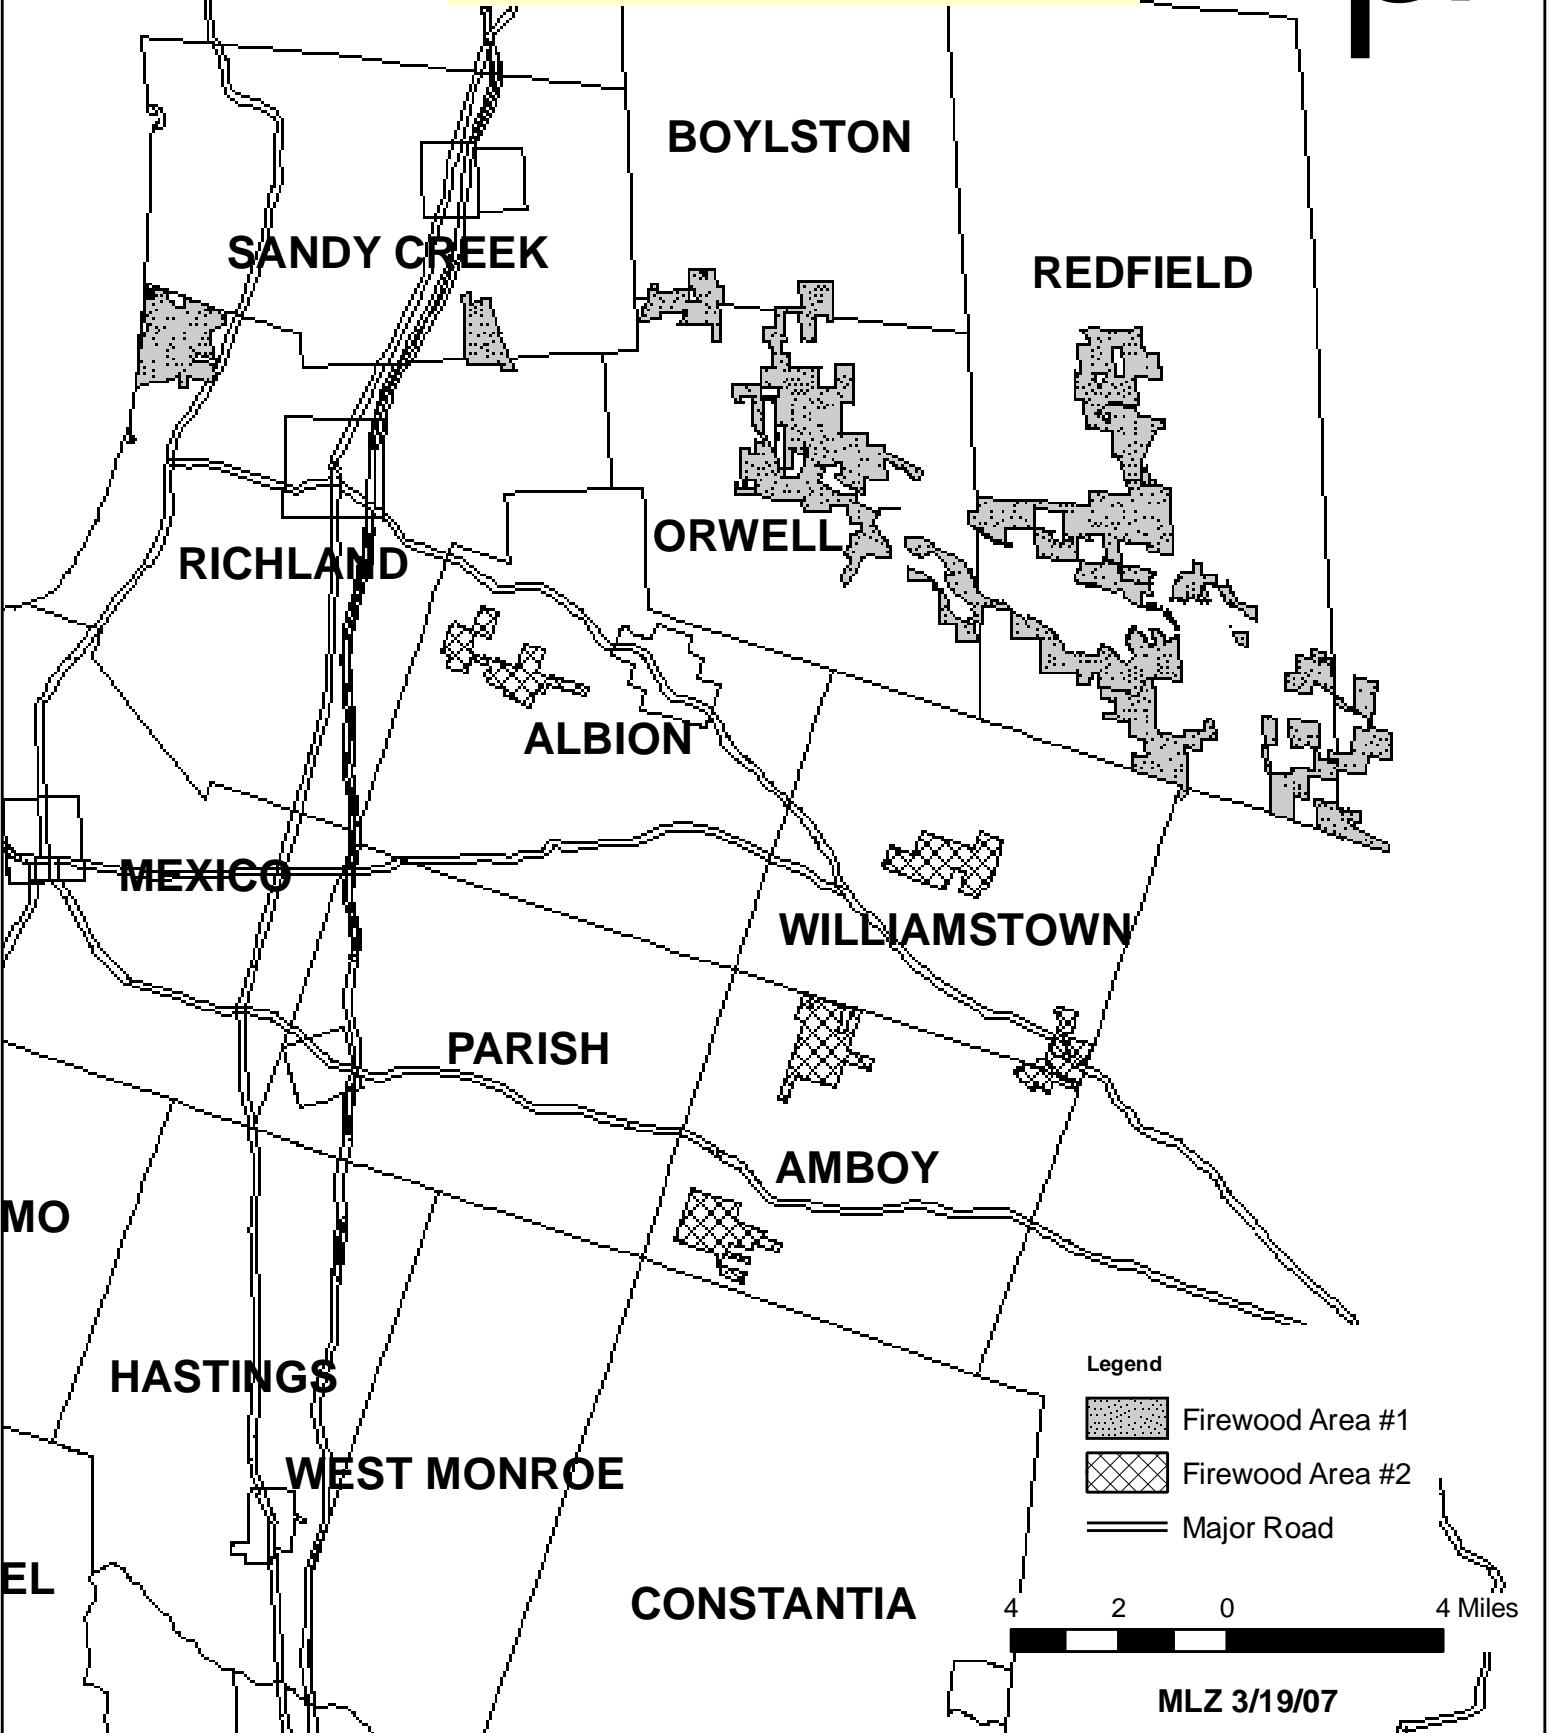 BOYLSTON
SANDY CREEK
REDFIELD
ORWELL
RICHLAND
ALBION
MEXICO
WILLIAMSTOWN
PARISH
AMBOY
MO
HASTINGS
Legend
Firewood Area #1
Firewood Area #2
Major Road
WEST MONROE
EL
CONSTANTIA
4 2 0 4 Miles
MLZ 3/19/07